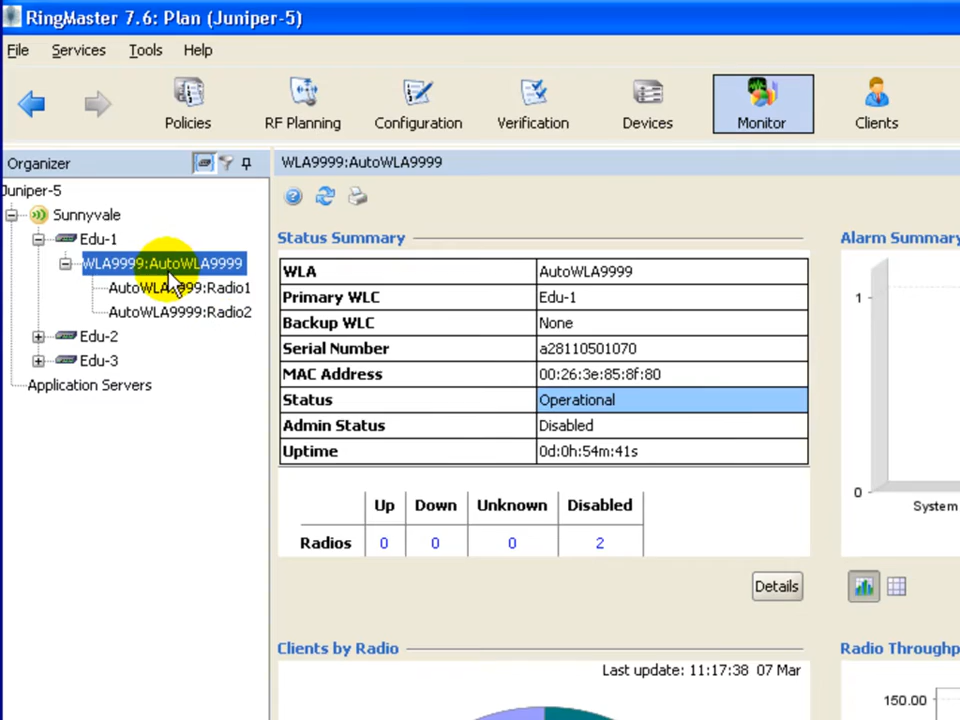 RingMaster 7.6: Plan (Juniper-5)
File Services Tools Help
Policies RF Planning Configuration Verification Devices Monitor Clients
Organizer
WLA9999:AutoWLA9999
Juniper-5
Sunnyvale
Edu-1
WLA9999:AutoWLA9999
AutoWLA9999:Radio1
AutoWLA9999:Radio2
Edu-2
Edu-3
Application Servers
Status Summary
WLA AutoWLA9999
Primary WLC Edu-1
Backup WLC None
Serial Number a28110501070
MAC Address 00:26:3e:85:8f:80
Status Operational
Admin Status Disabled
Uptime 0d:0h:54m:41s
Up Down Unknown Disabled
Radios 0 0 0 2
Details
Clients by Radio
Last update: 11:17:38 07 Mar
Alarm Summary
1
0
System
Radio Throughp
150.00